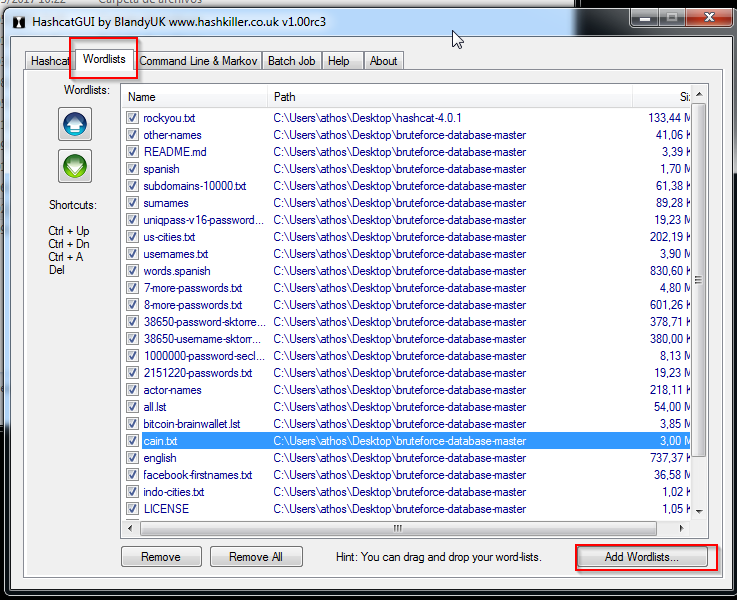 HashcatGUI by BlandyUK www.hashkiller.co.uk v1.00rc3
Hashcat Wordlists Command Line & Markov Batch Job Help About
Wordlists:
Shortcuts:
Ctrl + Up
Ctrl + Dn
Ctrl + A
Del
Name Path Si
rockyou.txt C:\Users\athos\Desktop\hashcat-4.0.1 133,44 M
other-names C:\Users\athos\Desktop\bruteforce-database-master 41,06 K
README.md C:\Users\athos\Desktop\bruteforce-database-master 3,39 K
spanish C:\Users\athos\Desktop\bruteforce-database-master 1,70 M
subdomains-10000.txt C:\Users\athos\Desktop\bruteforce-database-master 61,38 K
surnames C:\Users\athos\Desktop\bruteforce-database-master 89,28 K
uniqpass-v16-password... C:\Users\athos\Desktop\bruteforce-database-master 19,23 M
us-cities.txt C:\Users\athos\Desktop\bruteforce-database-master 202,19 K
usernames.txt C:\Users\athos\Desktop\bruteforce-database-master 3,90 M
words.spanish C:\Users\athos\Desktop\bruteforce-database-master 830,60 K
7-more-passwords.txt C:\Users\athos\Desktop\bruteforce-database-master 4,80 M
8-more-passwords.txt C:\Users\athos\Desktop\bruteforce-database-master 601,26 K
38650-password-sktorre... C:\Users\athos\Desktop\bruteforce-database-master 378,71 K
38650-username-sktorr... C:\Users\athos\Desktop\bruteforce-database-master 380,00 K
1000000-password-secl... C:\Users\athos\Desktop\bruteforce-database-master 8,13 M
2151220-passwords.txt C:\Users\athos\Desktop\bruteforce-database-master 19,23 M
actor-names C:\Users\athos\Desktop\bruteforce-database-master 218,11 K
all.lst C:\Users\athos\Desktop\bruteforce-database-master 54,00 M
bitcoin-brainwallet.lst C:\Users\athos\Desktop\bruteforce-database-master 3,85 M
cain.txt C:\Users\athos\Desktop\bruteforce-database-master 3,00 M
english C:\Users\athos\Desktop\bruteforce-database-master 737,37 K
facebook-firstnames.txt C:\Users\athos\Desktop\bruteforce-database-master 36,58 M
indo-cities.txt C:\Users\athos\Desktop\bruteforce-database-master 1,02 K
LICENSE C:\Users\athos\Desktop\bruteforce-database-master 1,05 K
Remove Remove All Hint: You can drag and drop your word-lists. Add Wordlists...